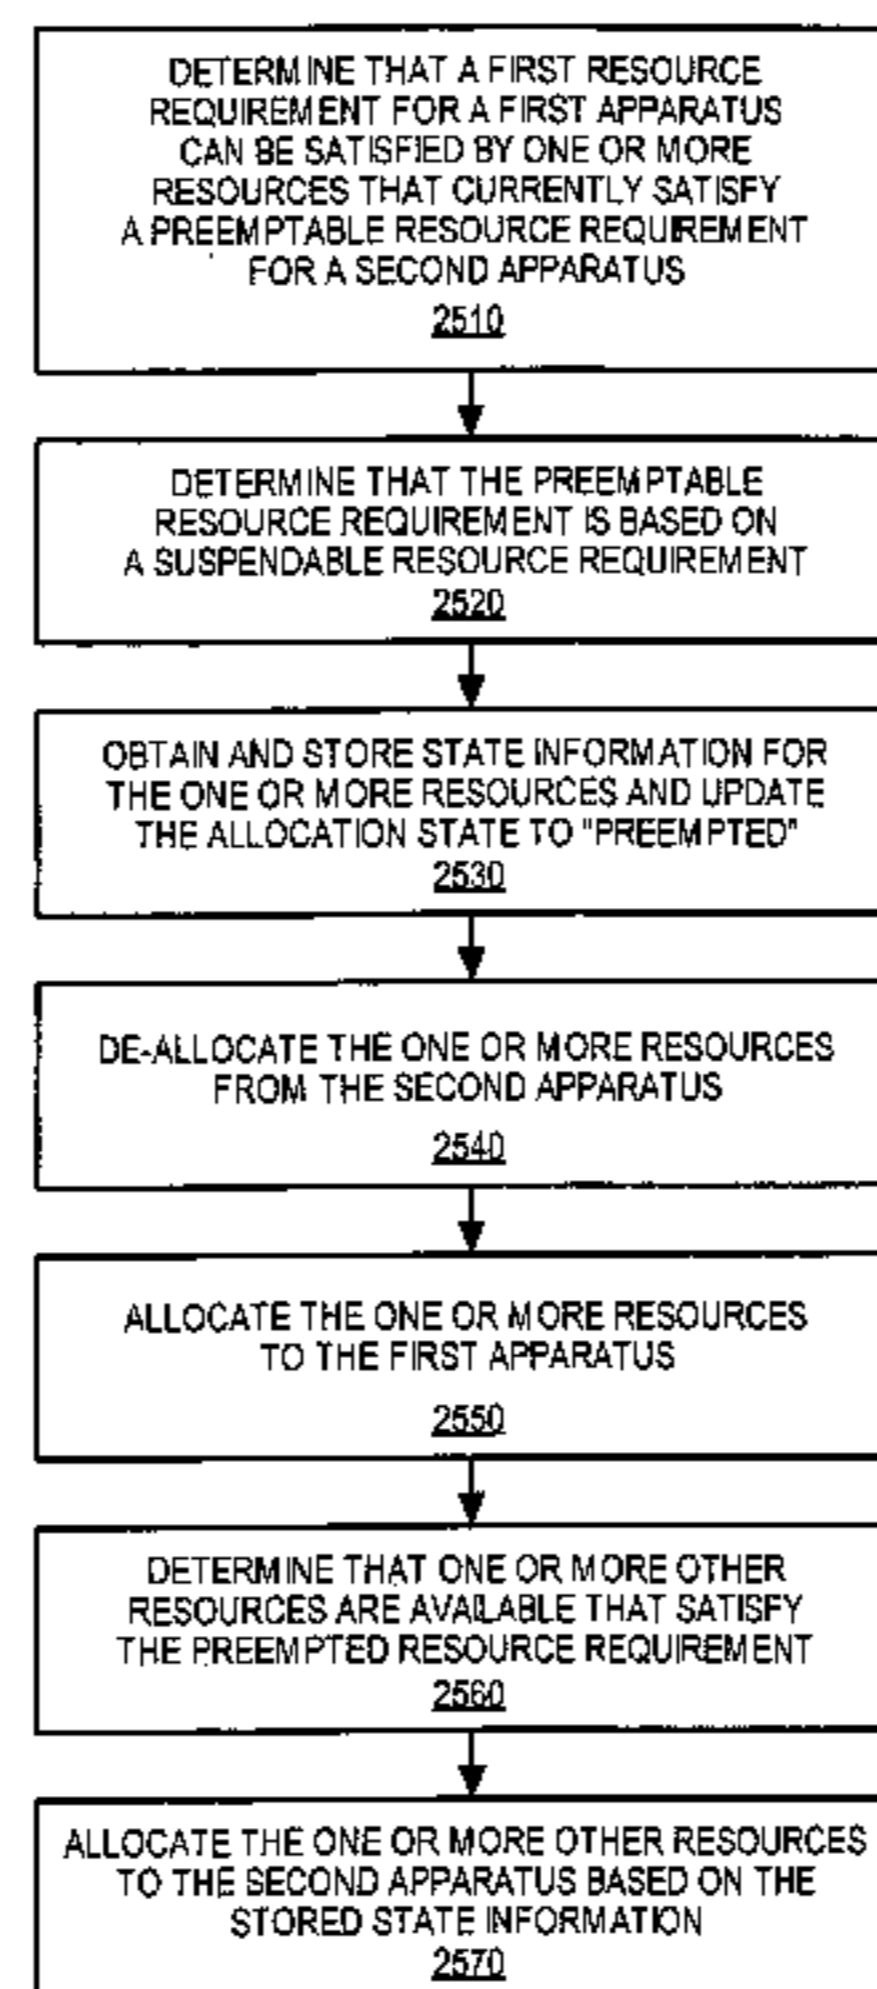 DETERMINE THAT A FIRST RESOURCE
REQUIREMENT FOR A FIRST APPARATUS
CAN BE SATISFIED BY ONE OR MORE
RESOURCES THAT CURRENTLY SATISFY
A PREEMPTABLE RESOURCE REQUIREMENT
FOR A SECOND APPARATUS
2510
DETERMINE THAT THE PREEMPTABLE
RESOURCE REQUIREMENT IS BASED ON
A SUSPENDABLE RESOURCE REQUIREMENT
2520
OBTAIN AND STORE STATE INFORMATION FOR
THE ONE OR MORE RESOURCES AND UPDATE
THE ALLOCATION STATE TO "PREEMPTED"
2530
DE-ALLOCATE THE ONE OR MORE RESOURCES
FROM THE SECOND APPARATUS
2540
ALLOCATE THE ONE OR MORE RESOURCES
TO THE FIRST APPARATUS
2550
DETERMINE THAT ONE OR MORE OTHER
RESOURCES ARE AVAILABLE THAT SATISFY
THE PREEMPTED RESOURCE REQUIREMENT
2560
ALLOCATE THE ONE OR MORE OTHER RESOURCES
TO THE SECOND APPARATUS BASED ON THE
STORED STATE INFORMATION
2570